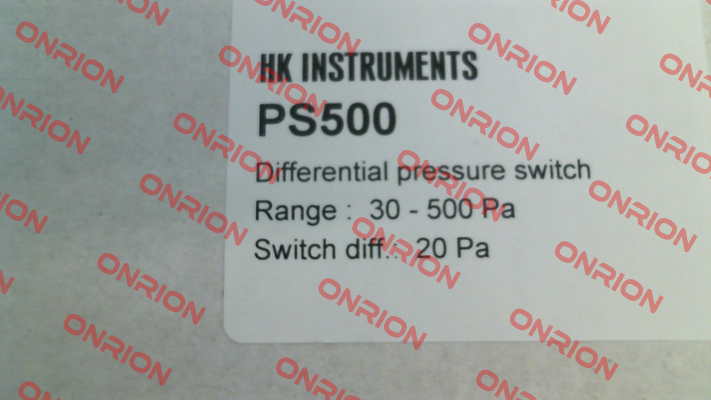 HK INSTRUMENTS
PS500
Differential pressure switch
Range : 30 - 500 Pa
Switch diff.: 20 Pa
ONRION